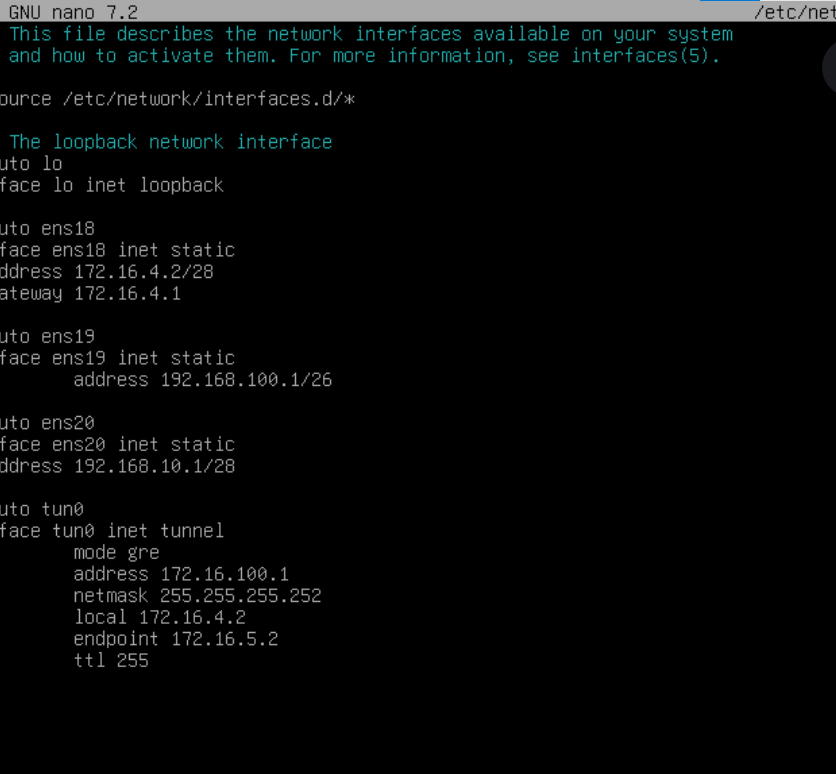 GNU nano 7.2 /etc/net
This file describes the network interfaces available on your system
and how to activate them. For more information, see interfaces(5).
ource /etc/network/interfaces.d/*
The loopback network interface
uto lo
face lo inet loopback
uto ens18
face ens18 inet static
ddress 172.16.4.2/28
ateway 172.16.4.1
uto ens19
face ens19 inet static
address 192.168.100.1/26
uto ens20
face ens20 inet static
ddress 192.168.10.1/28
uto tun0
face tun0 inet tunnel
mode gre
address 172.16.100.1
netmask 255.255.255.252
local 172.16.4.2
endpoint 172.16.5.2
ttl 255